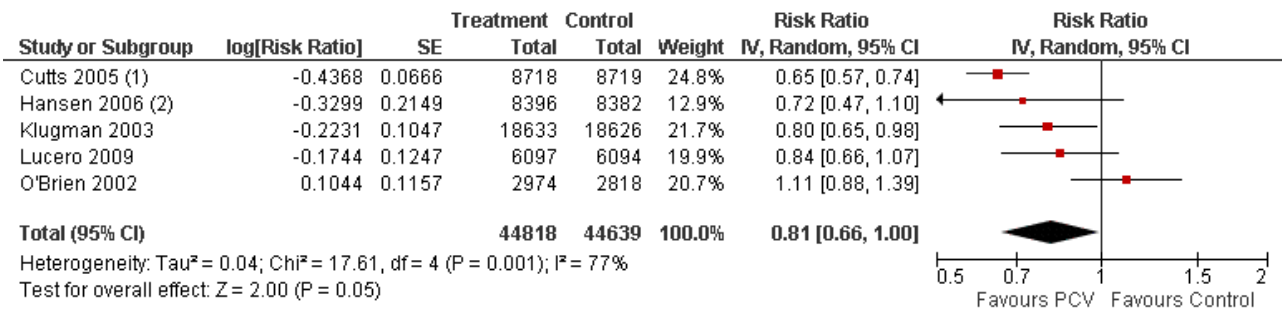 Treatment Control Risk Ratio Risk Ratio
Study or Subgroup log[Risk Ratio] SE Total Total Weight IV, Random, 95% CI IV, Random, 95% CI
Cutts 2005 (1) -0.4368 0.0666 8718 8719 24.8% 0.65 [0.57, 0.74]
Hansen 2006 (2) -0.3299 0.2149 8396 8382 12.9% 0.72 [0.47, 1.10]
Klugman 2003 -0.2231 0.1047 18633 18626 21.7% 0.80 [0.65, 0.98]
Lucero 2009 -0.1744 0.1247 6097 6094 19.9% 0.84 [0.66, 1.07]
O'Brien 2002 0.1044 0.1157 2974 2818 20.7% 1.11 [0.88, 1.39]
Total (95% CI) 44818 44639 100.0% 0.81 [0.66, 1.00]
Heterogeneity: Tau² = 0.04; Chi² = 17.61, df = 4 (P = 0.001); I² = 77%
Test for overall effect: Z = 2.00 (P = 0.05)
0.5 0.7 1 1.5 2
Favours PCV Favours Control